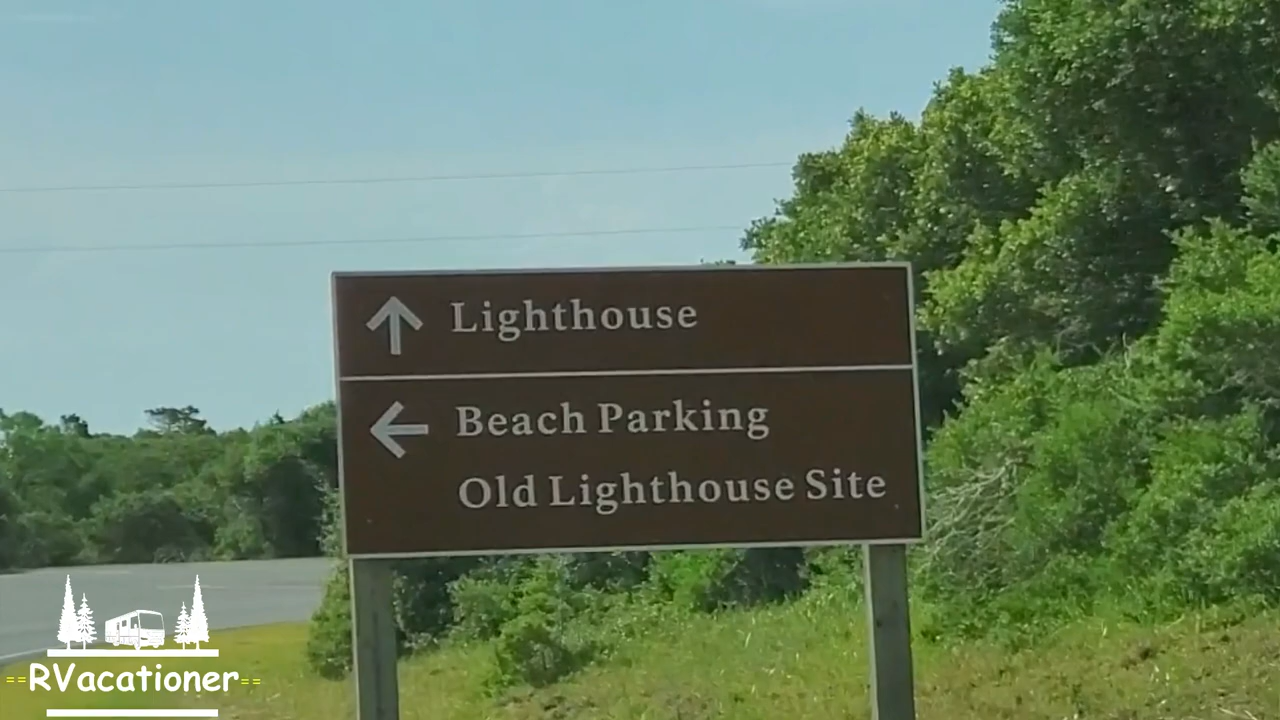 Lighthouse
Beach Parking
Old Lighthouse Site
==RVacationer==